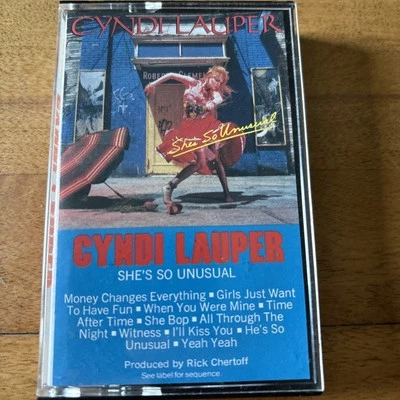 CYNDI LAUPER
She's So Unusual
CYNDI LAUPER
SHE'S SO UNUSUAL
Money Changes Everything ■ Girls Just Want
To Have Fun ■ When You Were Mine ■ Time
After Time ■ She Bop ■ All Through The
Night ■ Witness ■ I'll Kiss You ■ He's So
Unusual ■ Yeah Yeah
Produced by Rick Chertoff
See label for sequence.